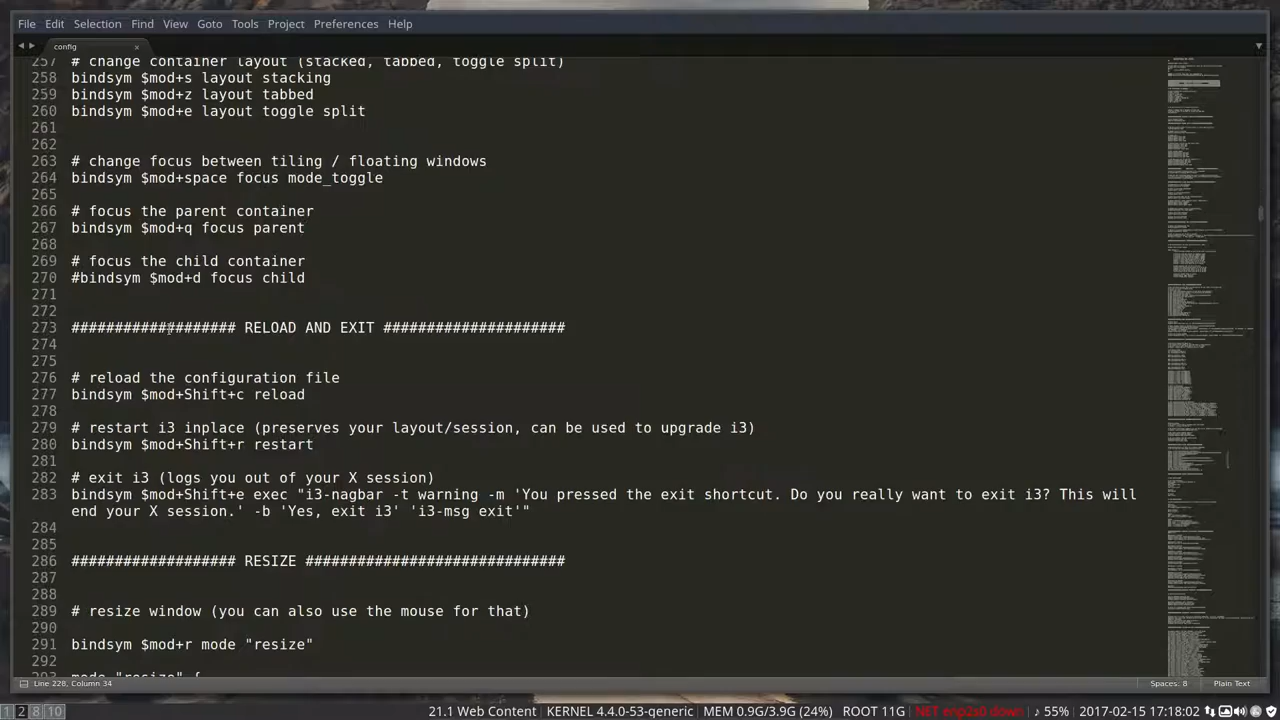 File Edit Selection Find View Goto Tools Project Preferences Help
config
257 # change container layout (stacked, tabbed, toggle split)
258 bindsym $mod+s layout stacking
259 bindsym $mod+z layout tabbed
260 bindsym $mod+e layout toggle split
261
262
263 # change focus between tiling / floating windows
264 bindsym $mod+space focus mode_toggle
265
266 # focus the parent container
267 bindsym $mod+q focus parent
268
269 # focus the child container
270 #bindsym $mod+d focus child
271
272
273 ################### RELOAD AND EXIT #####################
274
275
276 # reload the configuration file
277 bindsym $mod+Shift+c reload
278
279 # restart i3 inplace (preserves your layout/session, can be used to upgrade i3)
280 bindsym $mod+Shift+r restart
281
282 # exit i3 (logs you out of your X session)
283 bindsym $mod+Shift+e exec "i3-nagbar -t warning -m 'You pressed the exit shortcut. Do you really want to exit i3? This will
end your X session.' -b 'Yes, exit i3' 'i3-msg exit'"
284
285
286 ################### RESIZE ##############################
287
288
289 # resize window (you can also use the mouse for that)
290
291 bindsym $mod+r mode "resize"
292
293 mode "resize" {
Line 228, Column 34
Spaces: 8
Plain Text
1 2 8 10
21.1 Web Content | KERNEL 4.4.0-53-generic | MEM 0.9G/3.9G (24%) | ROOT 11G | NET enp2s0 down | ♪ 55% | 2017-02-15 17:18:02